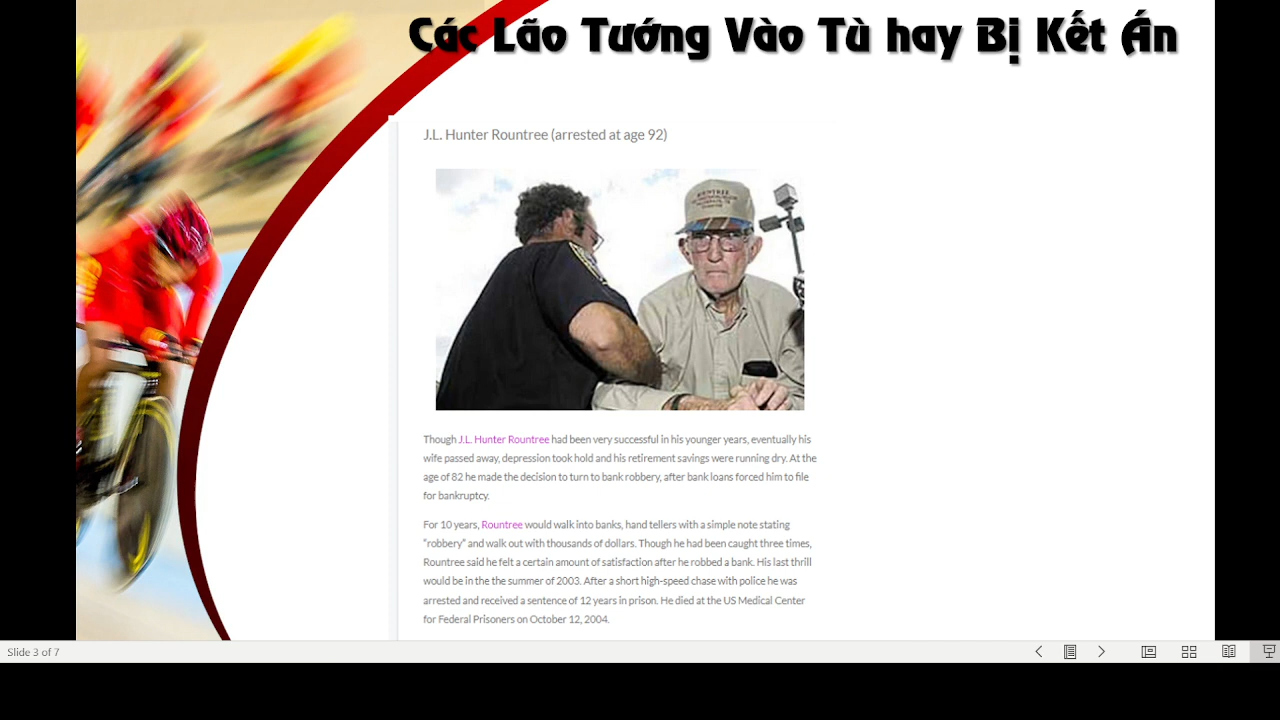 Các Lão Tướng Vào Tù hay Bị Kết Án
J.L. Hunter Rountree (arrested at age 92)
Though J.L. Hunter Rountree had been very successful in his younger years, eventually his
wife passed away, depression took hold and his retirement savings were running dry. At the
age of 82 he made the decision to turn to bank robbery, after bank loans forced him to file
for bankruptcy.
For 10 years, Rountree would walk into banks, hand tellers with a simple note stating
“robbery” and walk out with thousands of dollars. Though he had been caught three times,
Rountree said he felt a certain amount of satisfaction after he robbed a bank. His last thrill
would be in the the summer of 2003. After a short high-speed chase with police he was
arrested and received a sentence of 12 years in prison. He died at the US Medical Center
for Federal Prisoners on October 12, 2004.
Slide 3 of 7